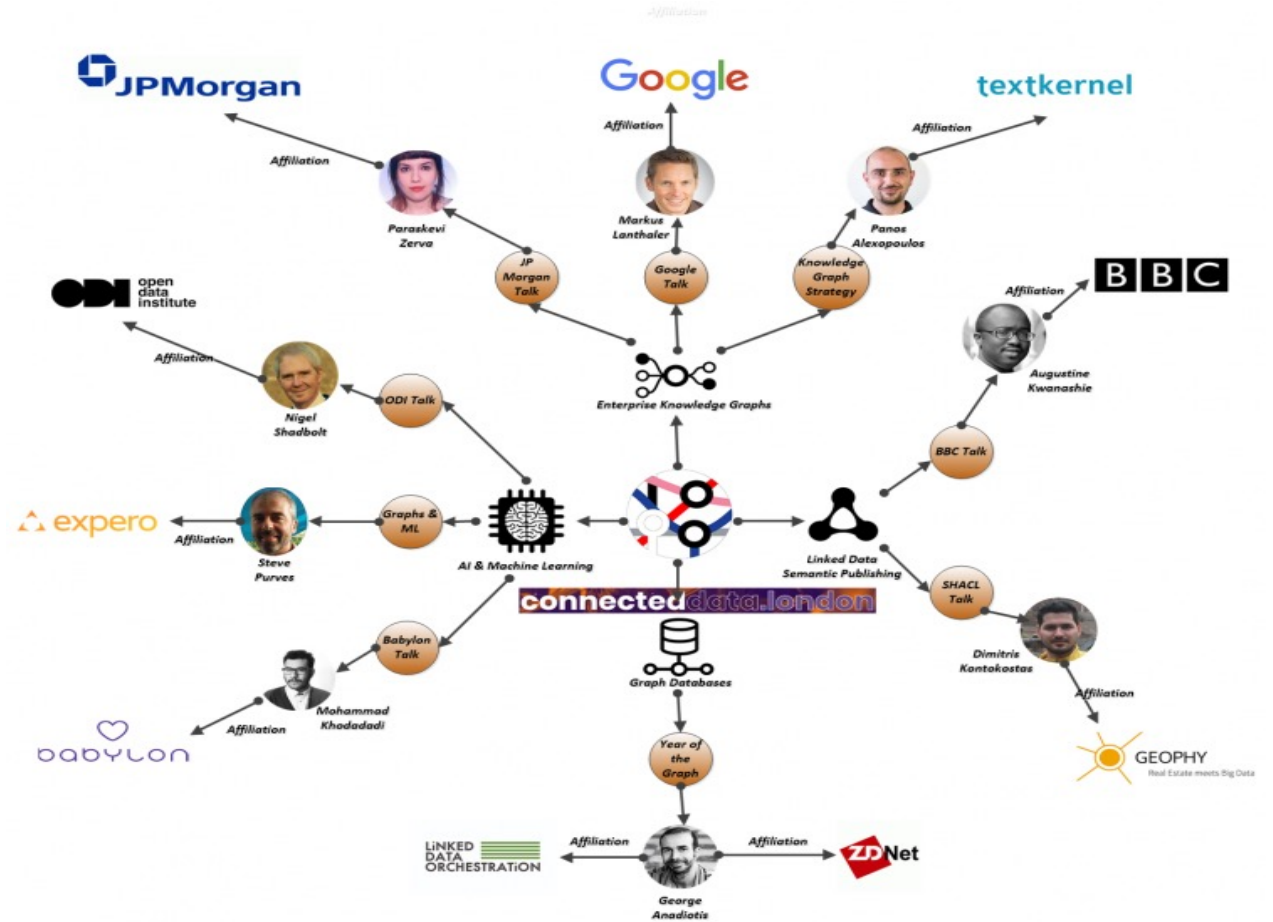 Affiliation
JPMorgan
Google
textkernel
Affiliation
Affiliation
Affiliation
Paraskevi
Zerva
Markus
Lanthaler
Panos
Alexopoulos
JP
Morgan
Talk
Google
Talk
Knowledge
Graph
Strategy
BBC
Affiliation
ODI open
data
institute
Affiliation
Nigel
Shadbolt
ODI Talk
Enterprise Knowledge Graphs
Augustine
Kwanashie
BBC Talk
expero
Affiliation
Steve
Purves
Graphs &
ML
AI & Machine Learning
Linked Data
Semantic Publishing
SHACL
Talk
connecteddata.london
Babylon
Talk
Graph Databases
Dimitris
Kontokostas
Affiliation
Mohammad
Khodadadi
Affiliation
babylon
Year of
the
Graph
GEOPHY
Real Estate meets Big Data
LiNKED
DATA
ORCHESTRATiON
Affiliation
Affiliation
ZDNet
George
Anadiotis